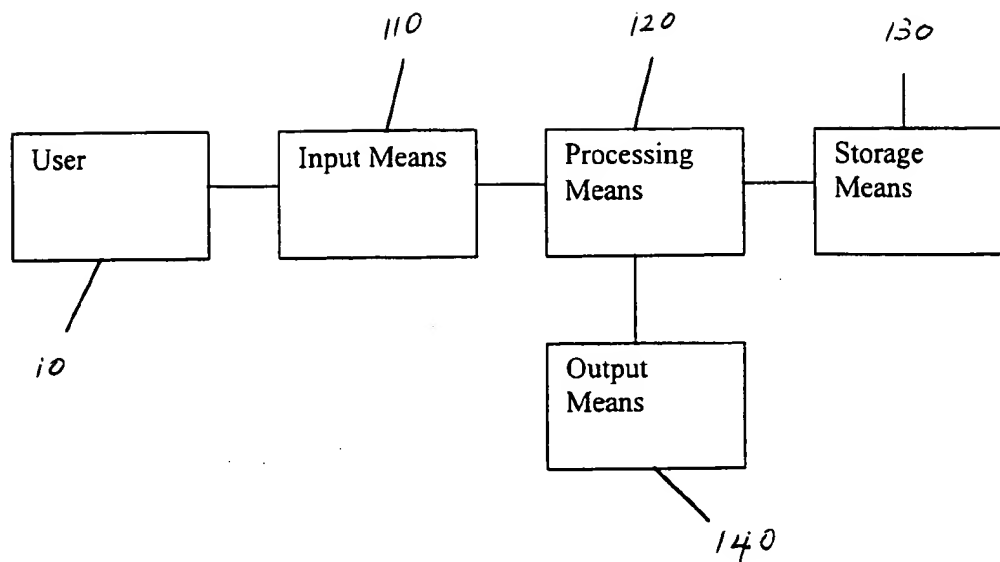 110
120
130
User
Input Means
Processing
Means
Storage
Means
10
Output
Means
140